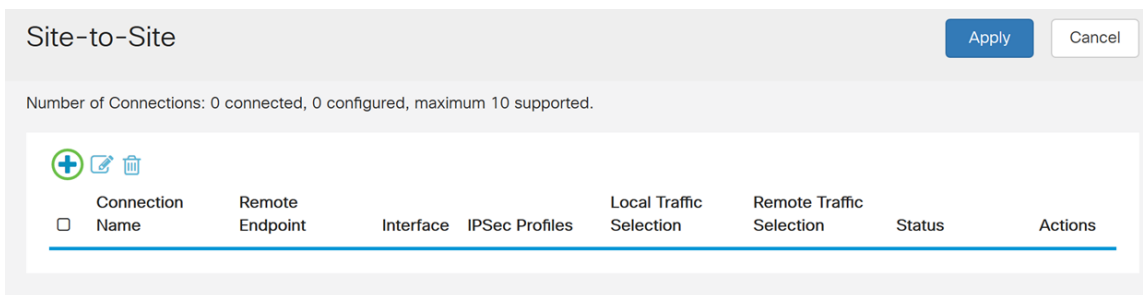 Site-to-Site
Apply
Cancel
Number of Connections: 0 connected, 0 configured, maximum 10 supported.
Connection Name
Remote Endpoint
Interface
IPSec Profiles
Local Traffic Selection
Remote Traffic Selection
Status
Actions